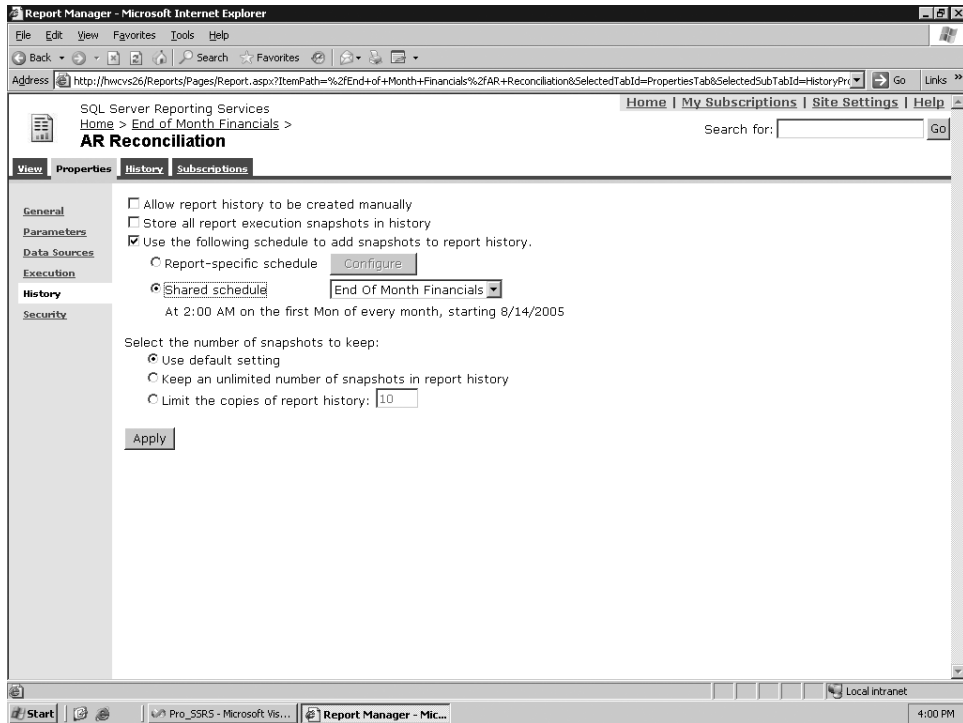 Report Manager - Microsoft Internet Explorer
File Edit View Favorites Tools Help
Back Search Favorites
Address http://hwcvs26/Reports/Pages/Report.aspx?ItemPath=%2fEnd+of+Month+Financials%2fAR+Reconciliation&SelectedTabId=PropertiesTab&SelectedSubTabId=HistoryPro Go Links »
SQL Server Reporting Services
Home | My Subscriptions | Site Settings | Help
Home > End of Month Financials >
Search for: Go
AR Reconciliation
View Properties History Subscriptions
General
Parameters
Data Sources
Execution
History
Security
Allow report history to be created manually
Store all report execution snapshots in history
Use the following schedule to add snapshots to report history.
Report-specific schedule Configure
Shared schedule End Of Month Financials
At 2:00 AM on the first Mon of every month, starting 8/14/2005
Select the number of snapshots to keep:
Use default setting
Keep an unlimited number of snapshots in report history
Limit the copies of report history: 10
Apply
Local intranet
Start Pro_SSRS - Microsoft Vis... Report Manager - Mic... 4:00 PM